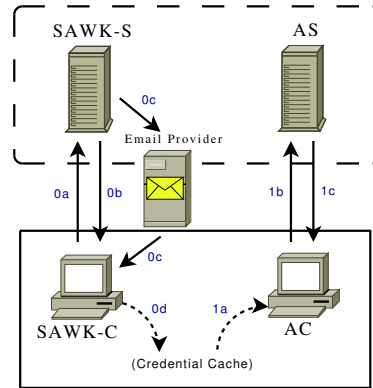 SAWK-S
AS
0c
Email Provider
0a
0b
1b
1c
0c
0d
1a
SAWK-C
AC
(Credential Cache)